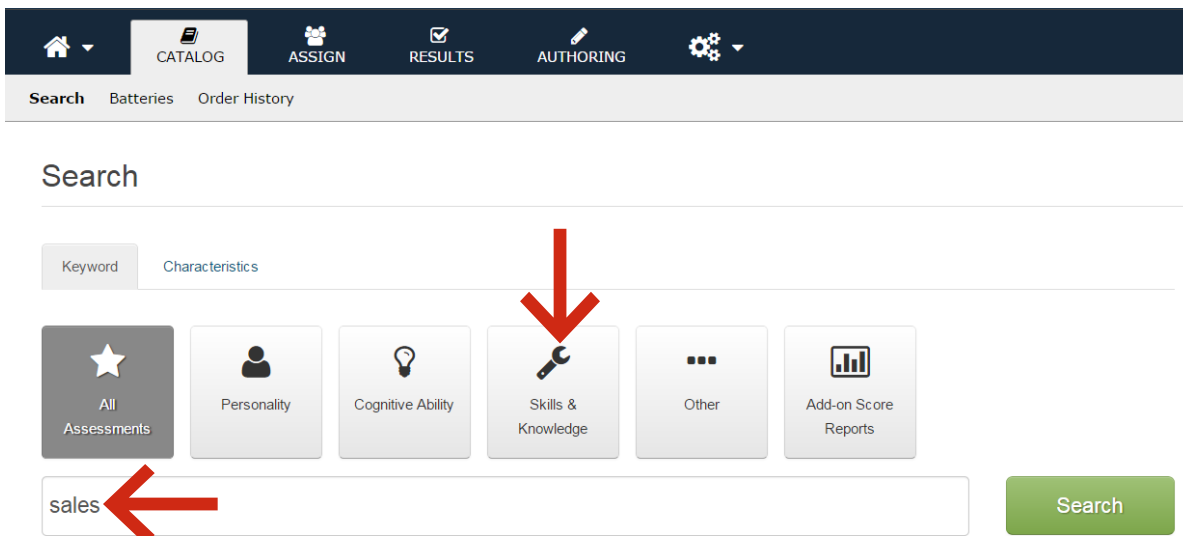 CATALOG
ASSIGN
RESULTS
AUTHORING
Search Batteries Order History
Search
Keyword Characteristics
All
Assessments
Personality
Cognitive Ability
Skills &
Knowledge
Other
Add-on Score
Reports
sales
Search